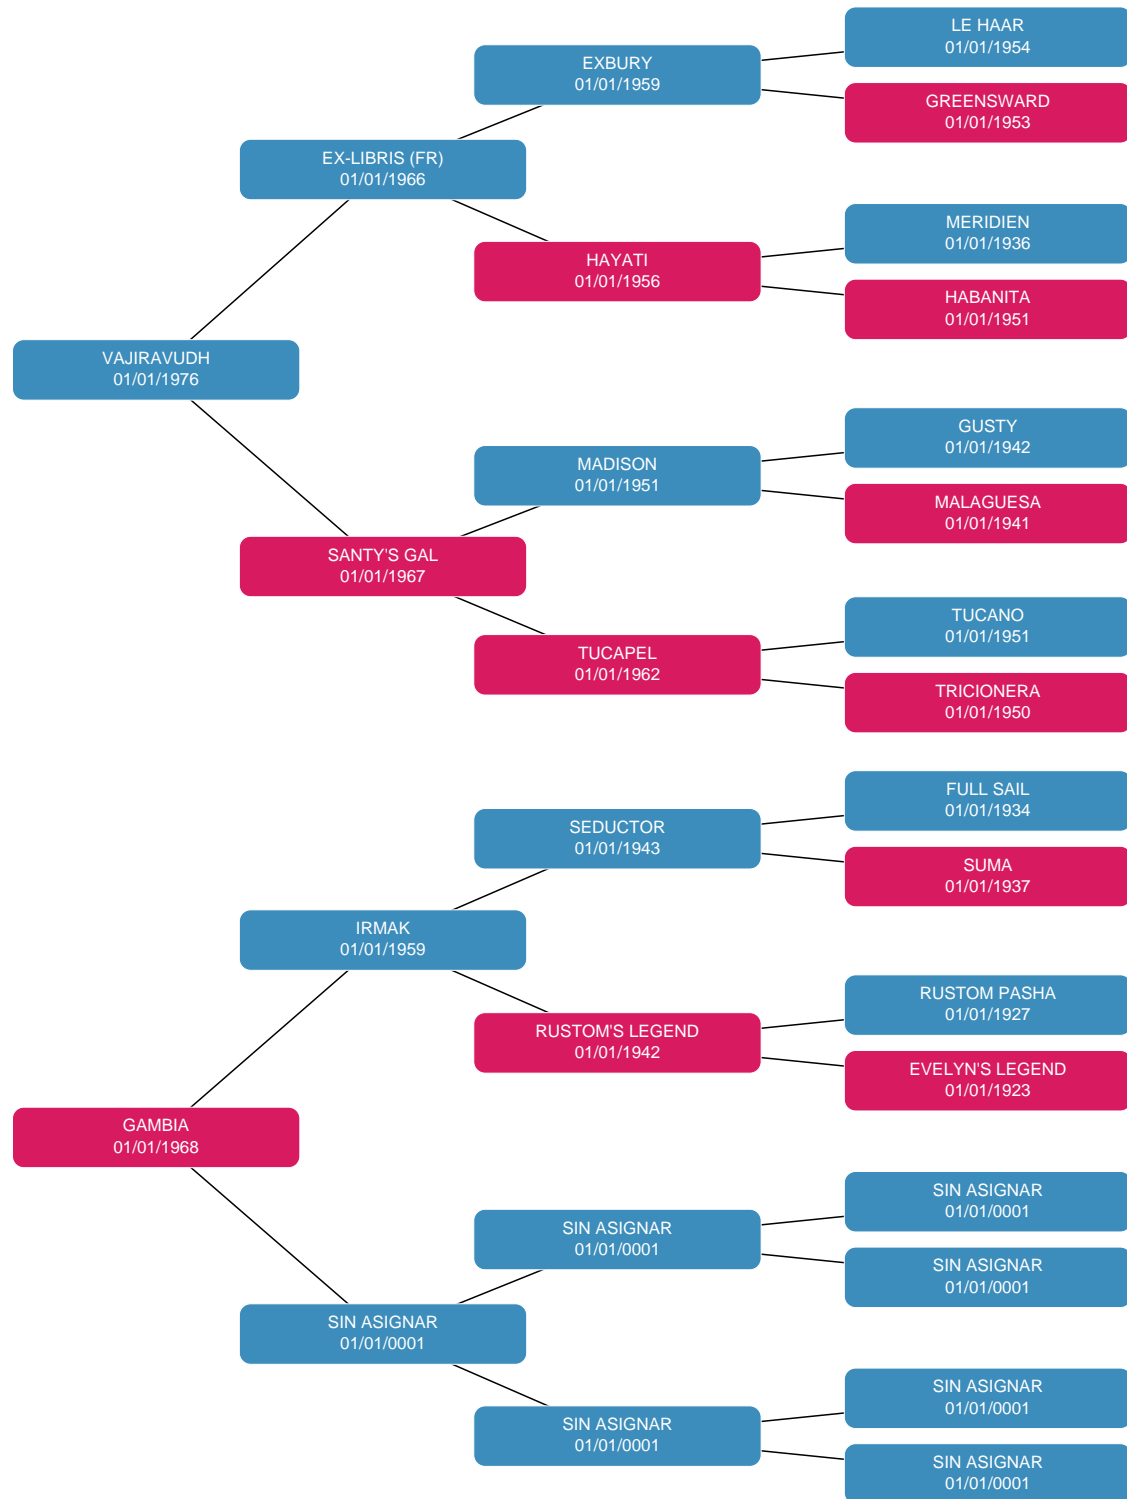 LE HAAR
01/01/1954
EXBURY
01/01/1959
GREENSWARD
01/01/1953
EX-LIBRIS (FR)
01/01/1966
MERIDIEN
01/01/1936
HAYATI
01/01/1956
HABANITA
01/01/1951
VAJIRAVUDH
01/01/1976
GUSTY
01/01/1942
MADISON
01/01/1951
MALAGUESA
01/01/1941
SANTY'S GAL
01/01/1967
TUCANO
01/01/1951
TUCAPEL
01/01/1962
TRICIONERA
01/01/1950
FULL SAIL
01/01/1934
SEDUCTOR
01/01/1943
SUMA
01/01/1937
IRMAK
01/01/1959
RUSTOM PASHA
01/01/1927
RUSTOM'S LEGEND
01/01/1942
EVELYN'S LEGEND
01/01/1923
GAMBIA
01/01/1968
SIN ASIGNAR
01/01/0001
SIN ASIGNAR
01/01/0001
SIN ASIGNAR
01/01/0001
SIN ASIGNAR
01/01/0001
SIN ASIGNAR
01/01/0001
SIN ASIGNAR
01/01/0001
SIN ASIGNAR
01/01/0001